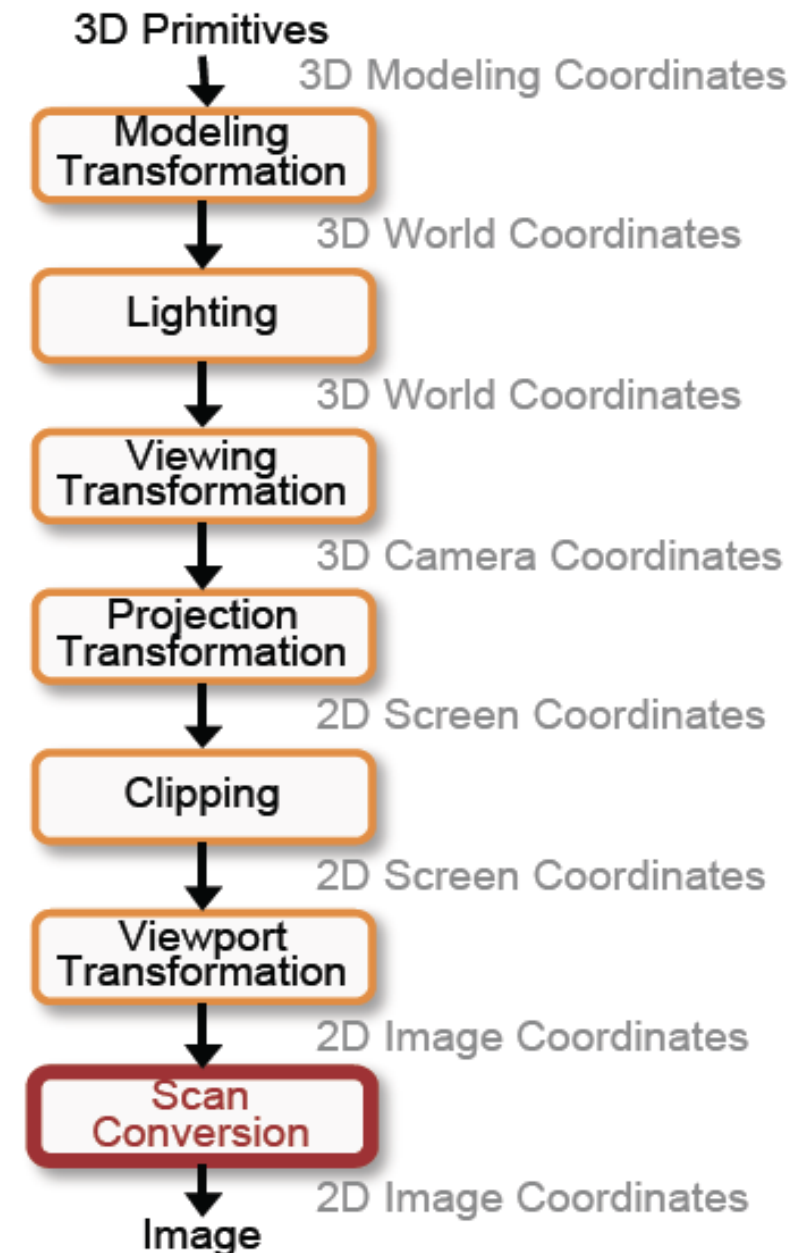 3D Primitives
3D Modeling Coordinates
Modeling
Transformation
3D World Coordinates
Lighting
3D World Coordinates
Viewing
Transformation
3D Camera Coordinates
Projection
Transformation
2D Screen Coordinates
Clipping
2D Screen Coordinates
Viewport
Transformation
2D Image Coordinates
Scan
Conversion
2D Image Coordinates
Image